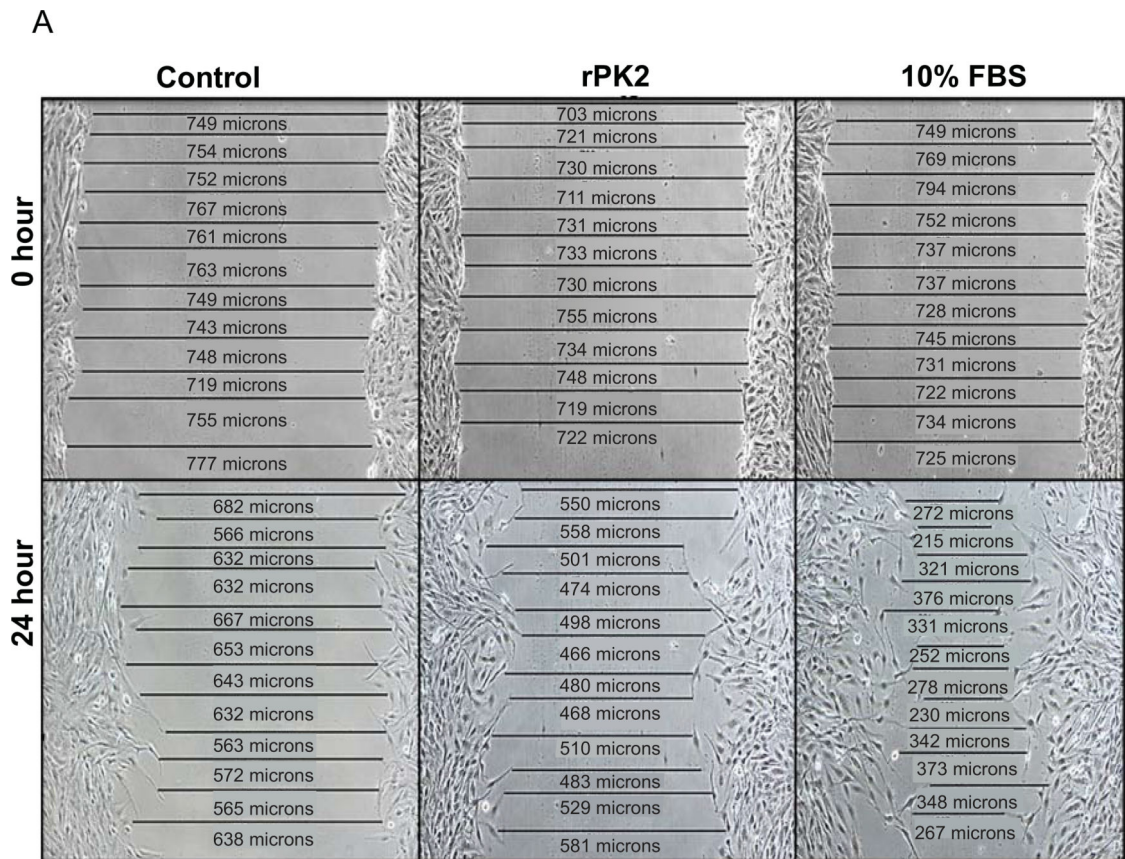 A
Control rPK2 10% FBS
0 hour
749 microns
754 microns
752 microns
767 microns
761 microns
763 microns
749 microns
743 microns
748 microns
719 microns
755 microns
777 microns
703 microns
721 microns
730 microns
711 microns
731 microns
733 microns
730 microns
755 microns
734 microns
748 microns
719 microns
722 microns
749 microns
769 microns
794 microns
752 microns
737 microns
737 microns
728 microns
745 microns
731 microns
722 microns
734 microns
725 microns
24 hour
682 microns
566 microns
632 microns
632 microns
667 microns
653 microns
643 microns
632 microns
563 microns
572 microns
565 microns
638 microns
550 microns
558 microns
501 microns
474 microns
498 microns
466 microns
480 microns
468 microns
510 microns
483 microns
529 microns
581 microns
272 microns
215 microns
321 microns
376 microns
331 microns
252 microns
278 microns
230 microns
342 microns
373 microns
348 microns
267 microns